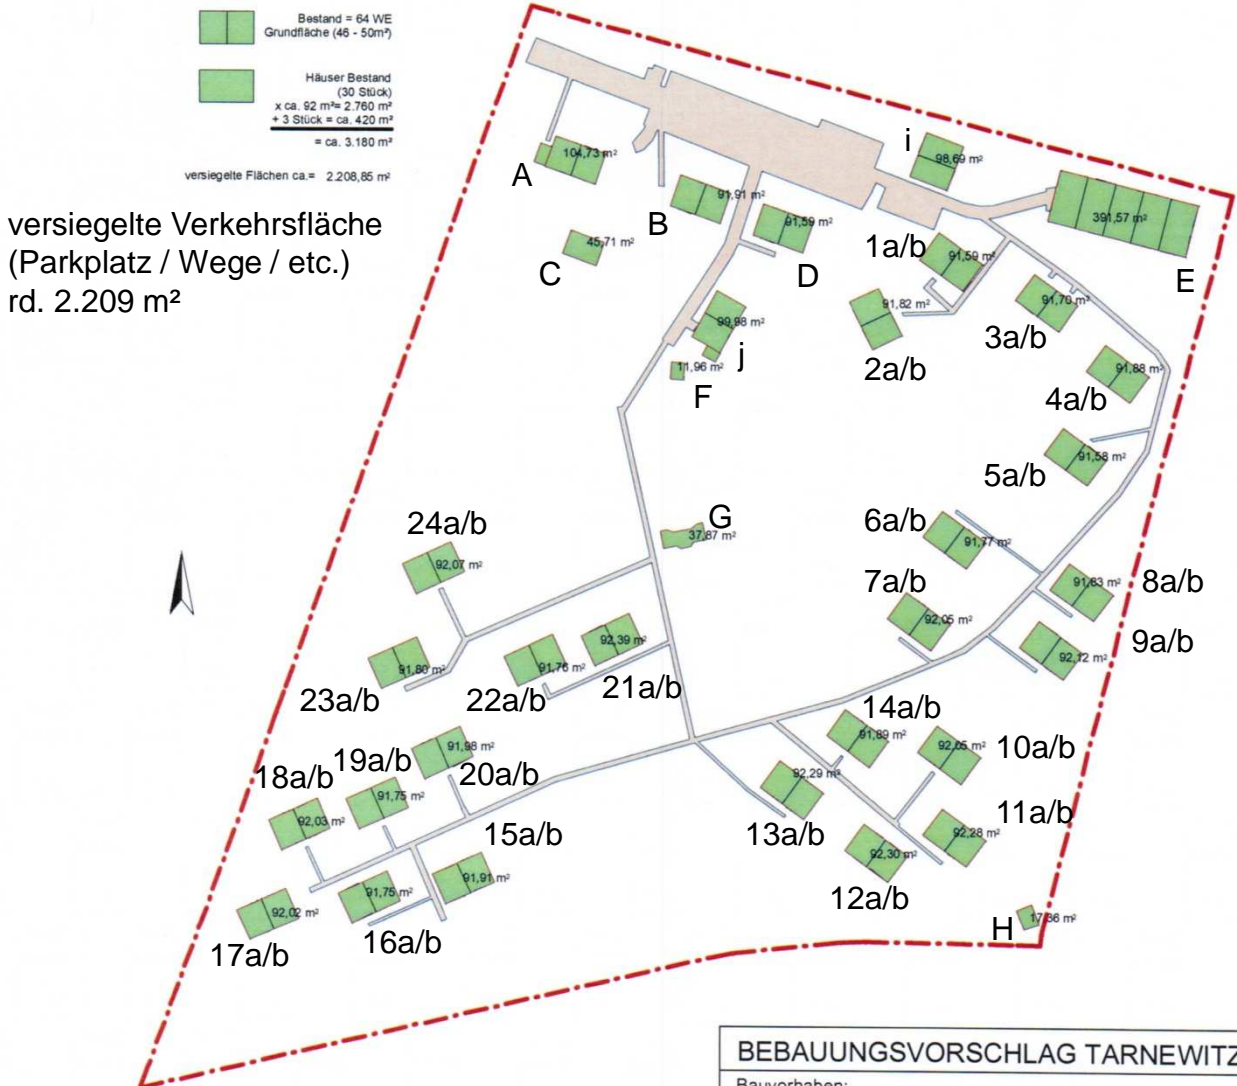 Bestand = 64 WE
Grundfläche (46 - 50m²)
Häuser Bestand
(30 Stück)
x ca. 92 m²= 2.760 m²
+ 3 Stück = ca. 420 m²
= ca. 3.180 m²
versiegelte Flächen ca.= 2.208,85 m²
versiegelte Verkehrsfläche
(Parkplatz / Wege / etc.)
rd. 2.209 m²
A
104,73 m²
B
91,91 m²
C
45,71 m²
D
91,59 m²
i
98,69 m²
E
391,57 m²
1a/b
91,59 m²
2a/b
91,82 m²
3a/b
91,70 m²
4a/b
91,88 m²
5a/b
91,58 m²
j
99,98 m²
F
11,96 m²
G
37,87 m²
6a/b
91,77 m²
7a/b
92,05 m²
8a/b
91,83 m²
9a/b
92,12 m²
24a/b
92,07 m²
23a/b
91,80 m²
22a/b
91,76 m²
21a/b
92,39 m²
14a/b
91,89 m²
10a/b
92,05 m²
20a/b
91,98 m²
19a/b
91,75 m²
18a/b
92,03 m²
13a/b
92,29 m²
11a/b
92,28 m²
12a/b
92,30 m²
15a/b
91,91 m²
16a/b
91,75 m²
17a/b
92,02 m²
H
17,36 m²
BEBAUUNGSVORSCHLAG TARNEWITZ
Bauvorhaben: